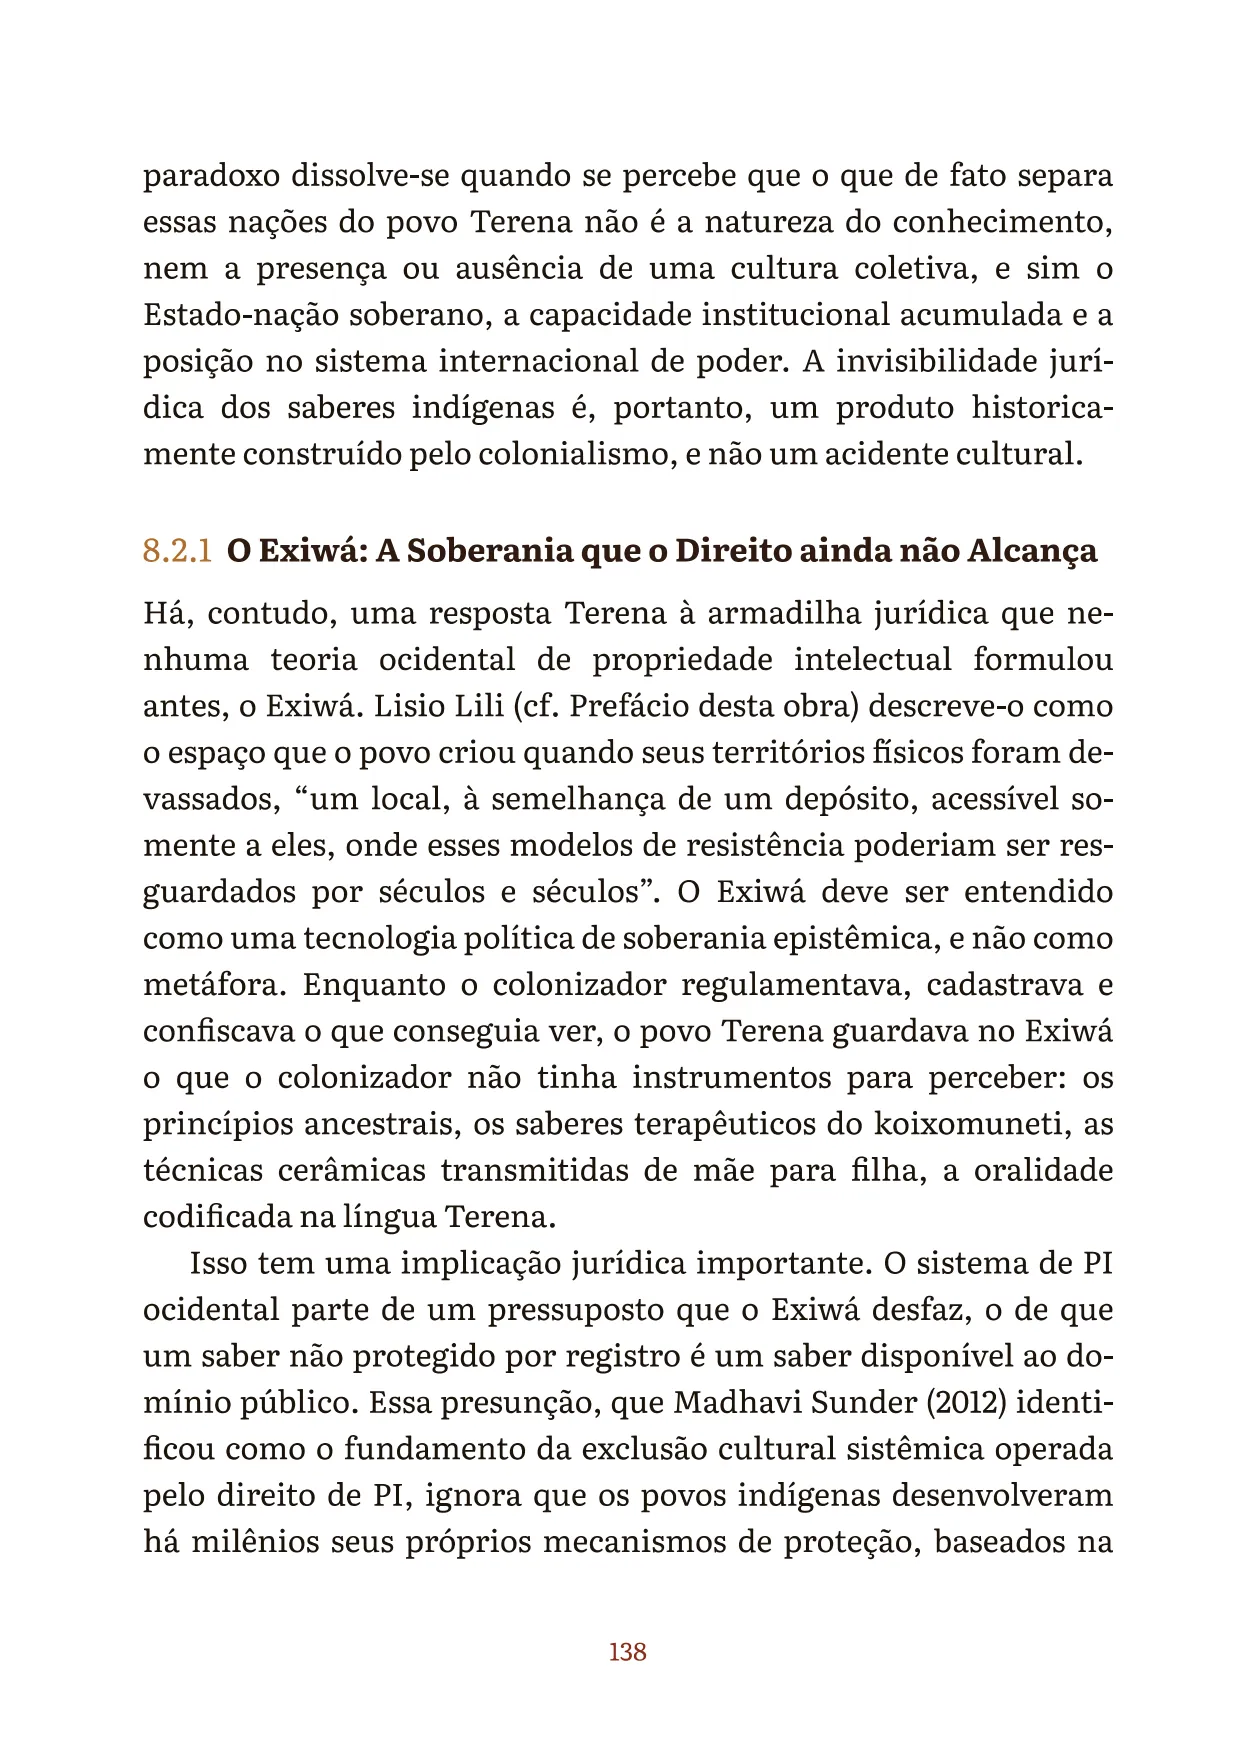 paradoxo dissolve-se quando se percebe que o que de fato separa
essas nações do povo Terena não é a natureza do conhecimento,
nem a presença ou ausência de uma cultura coletiva, e sim o
Estado-nação soberano, a capacidade institucional acumulada e a
posição no sistema internacional de poder. A invisibilidade jurí-
dica dos saberes indígenas é, portanto, um produto historica-
mente construído pelo colonialismo, e não um acidente cultural.
8.2.1 O Exiwá: A Soberania que o Direito ainda não Alcança
Há, contudo, uma resposta Terena à armadilha jurídica que ne-
nhuma teoria ocidental de propriedade intelectual formulou
antes, o Exiwá. Lisio Lili (cf. Prefácio desta obra) descreve-o como
o espaço que o povo criou quando seus territórios físicos foram de-
vassados, “um local, à semelhança de um depósito, acessível so-
mente a eles, onde esses modelos de resistência poderiam ser res-
guardados por séculos e séculos”. O Exiwá deve ser entendido
como uma tecnologia política de soberania epistêmica, e não como
metáfora. Enquanto o colonizador regulamentava, cadastrava e
confiscava o que conseguia ver, o povo Terena guardava no Exiwá
o que o colonizador não tinha instrumentos para perceber: os
princípios ancestrais, os saberes terapêuticos do koixomuneti, as
técnicas cerâmicas transmitidas de mãe para filha, a oralidade
codificada na língua Terena.
Isso tem uma implicação jurídica importante. O sistema de PI
ocidental parte de um pressuposto que o Exiwá desfaz, o de que
um saber não protegido por registro é um saber disponível ao do-
mínio público. Essa presunção, que Madhavi Sunder (2012) identi-
ficou como o fundamento da exclusão cultural sistêmica operada
pelo direito de PI, ignora que os povos indígenas desenvolveram
há milênios seus próprios mecanismos de proteção, baseados na
138